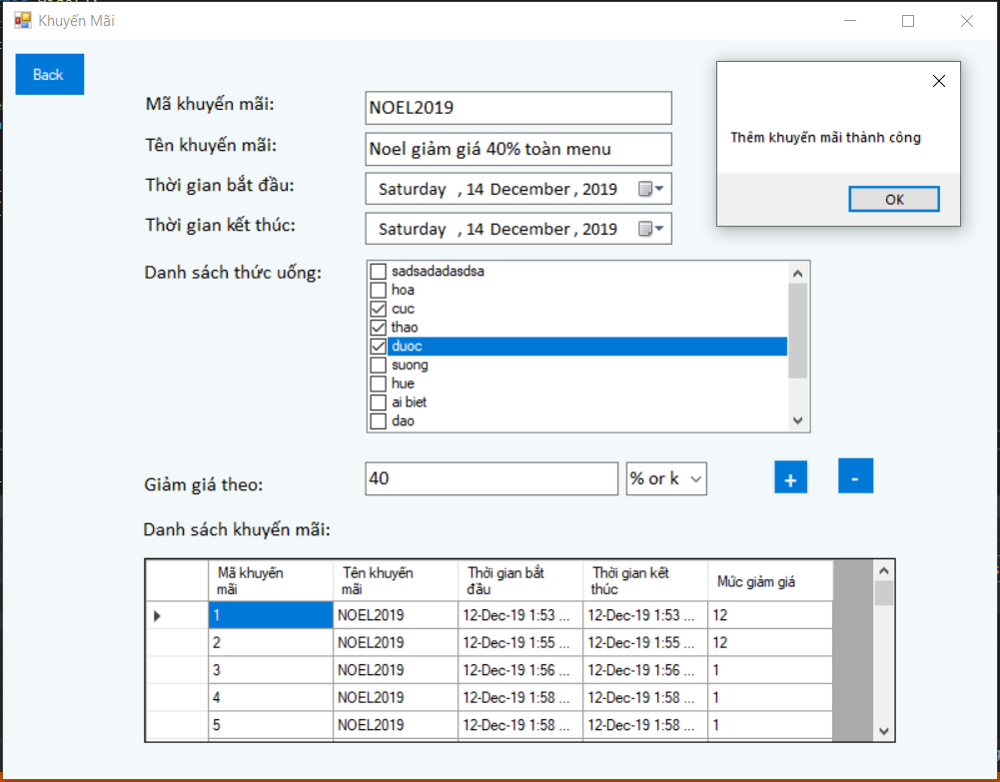 Khuyến Mãi
Back
Mã khuyến mãi:
NOEL2019
Tên khuyến mãi:
Noel giảm giá 40% toàn menu
Thời gian bắt đầu:
Saturday , 14 December , 2019
Thời gian kết thúc:
Saturday , 14 December , 2019
Thêm khuyến mãi thành công
OK
Danh sách thức uống:
sadsadadasdsa
hoa
cuc
thao
duoc
suong
hue
ai biet
dao
Giảm giá theo:
40
% or k
+
-
Danh sách khuyến mãi:
Mã khuyến mãi Tên khuyến mãi Thời gian bắt đầu Thời gian kết thúc Mức giảm giá
1 NOEL2019 12-Dec-19 1:53 ... 12-Dec-19 1:53 ... 12
2 NOEL2019 12-Dec-19 1:55 ... 12-Dec-19 1:55 ... 12
3 NOEL2019 12-Dec-19 1:56 ... 12-Dec-19 1:56 ... 1
4 NOEL2019 12-Dec-19 1:58 ... 12-Dec-19 1:58 ... 1
5 NOEL2019 12-Dec-19 1:58 ... 12-Dec-19 1:58 ... 1